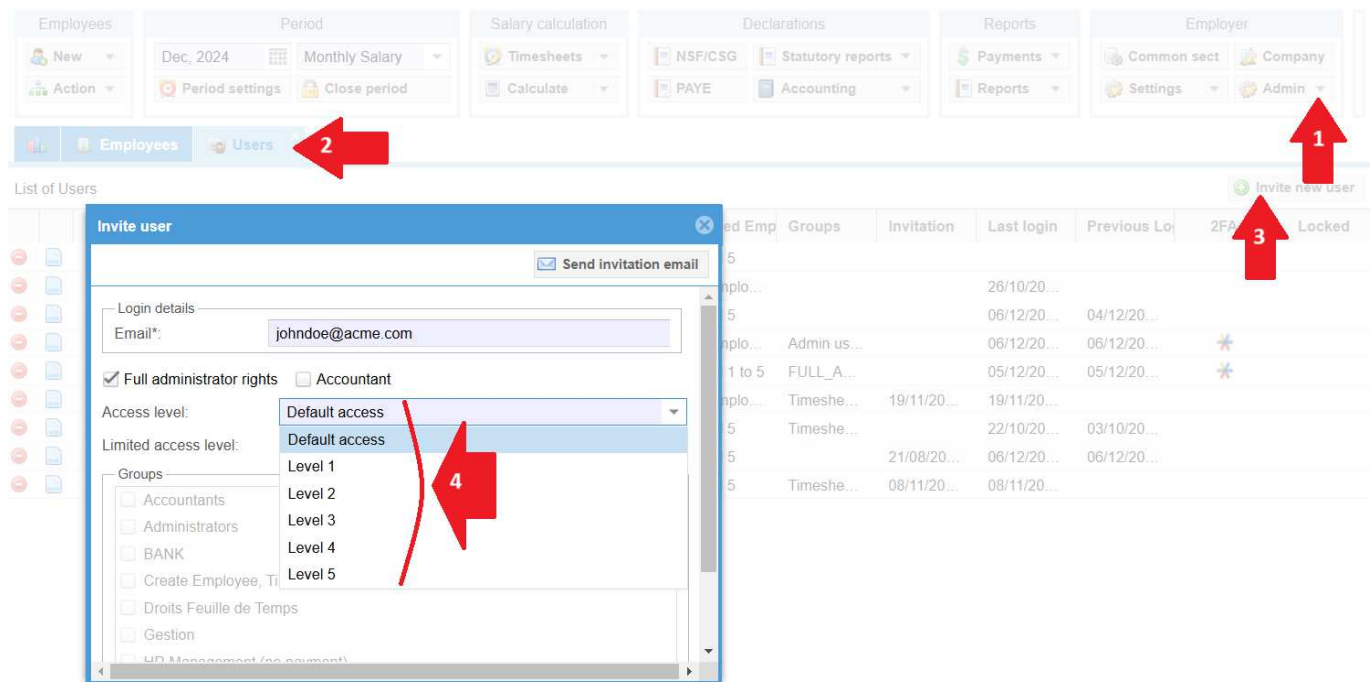 Employees Period Salary calculation Declarations Reports Employer
New Dec, 2024 Monthly Salary Timesheets NSF/CSG Statutory reports Payments Common sect Company
Action Period settings Close period Calculate PAYE Accounting Reports Settings Admin
1
Employees Users 2
List of Users Invite new user
Invite user ed Emp Groups Invitation Last login Previous Lo 2FA Locked
3
Send invitation email 5
Login details mplo... 26/10/20...
Email*: johndoe@acme.com 5 06/12/20... 04/12/20...
mplo... Admin us... 06/12/20... 06/12/20...
Full administrator rights Accountant 1 to 5 FULL_A... 05/12/20... 05/12/20...
Access level: Default access mplo... Timeshe... 19/11/20... 19/11/20...
Default access 5 Timeshe... 22/10/20... 03/10/20...
Limited access level:
Level 1 5 21/08/20... 06/12/20... 06/12/20...
Groups
Level 2 4 5 Timeshe... 08/11/20... 08/11/20...
Accountants
Level 3
Administrators
Level 4
BANK
Level 5
Create Employee, Ti
Droits Feuille de Temps
Gestion
HR Management (no payment)